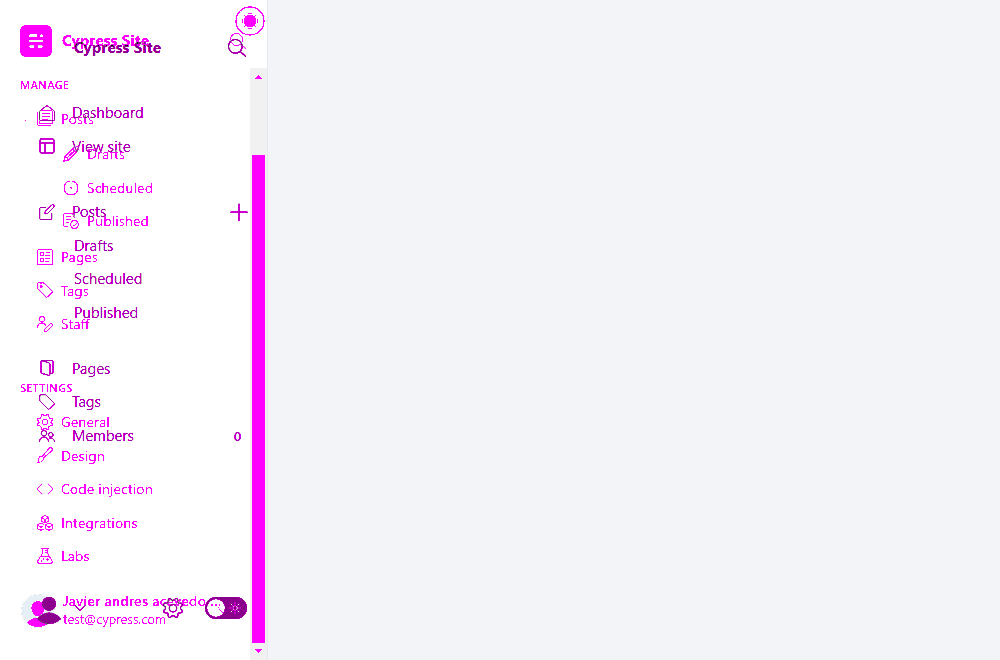 Cypress Site
Cypress Site
MANAGE
Dashboard
Posts
View site
Drafts
Scheduled
Posts
Published
Drafts
Pages
Scheduled
Tags
Published
Staff
Pages
SETTINGS
Tags
General
Members 0
Design
Code injection
Integrations
Labs
Javier andres acevedo
test@cypress.com